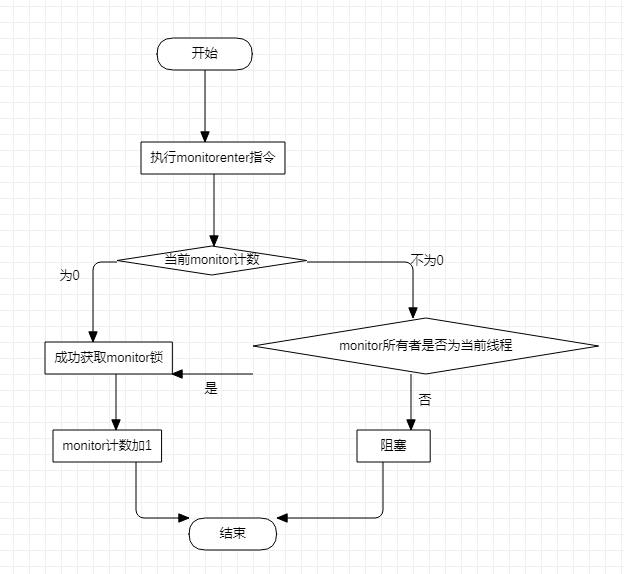 开始
执行monitorenter指令
当前monitor计数
为0
不为0
monitor所有者是否为当前线程
成功获取monitor锁
是
否
monitor计数加1
阻塞
结束